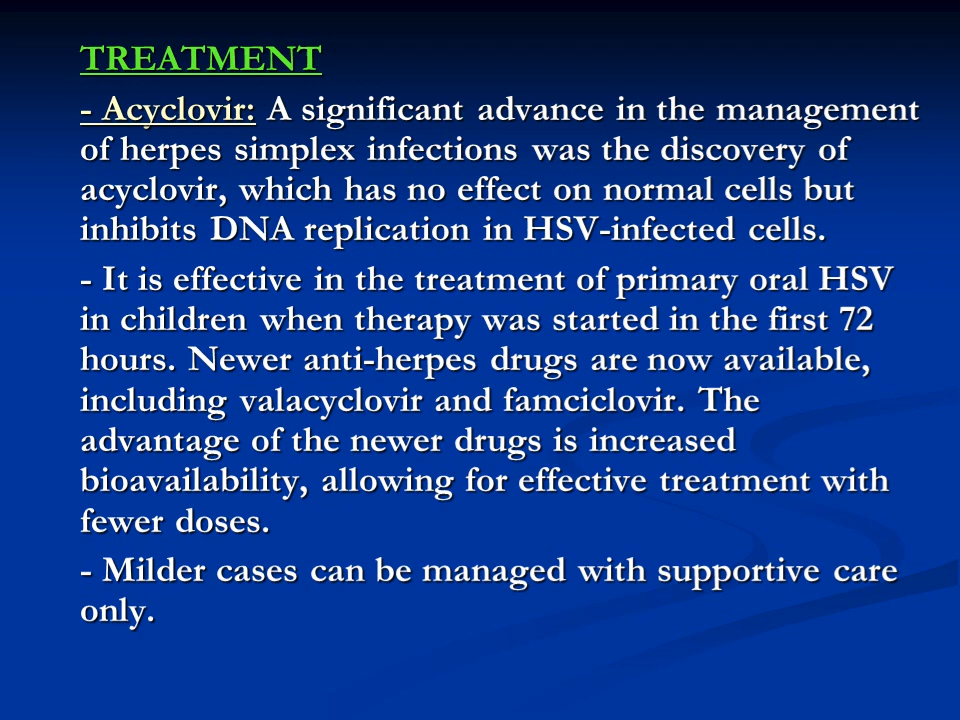 TREATMENT
- Acyclovir: A significant advance in the management
of herpes simplex infections was the discovery of
acyclovir, which has no effect on normal cells but
inhibits DNA replication in HSV-infected cells.
- It is effective in the treatment of primary oral HSV
in children when therapy was started in the first 72
hours. Newer anti-herpes drugs are now available,
including valacyclovir and famciclovir. The
advantage of the newer drugs is increased
bioavailability, allowing for effective treatment with
fewer doses.
- Milder cases can be managed with supportive care
only.